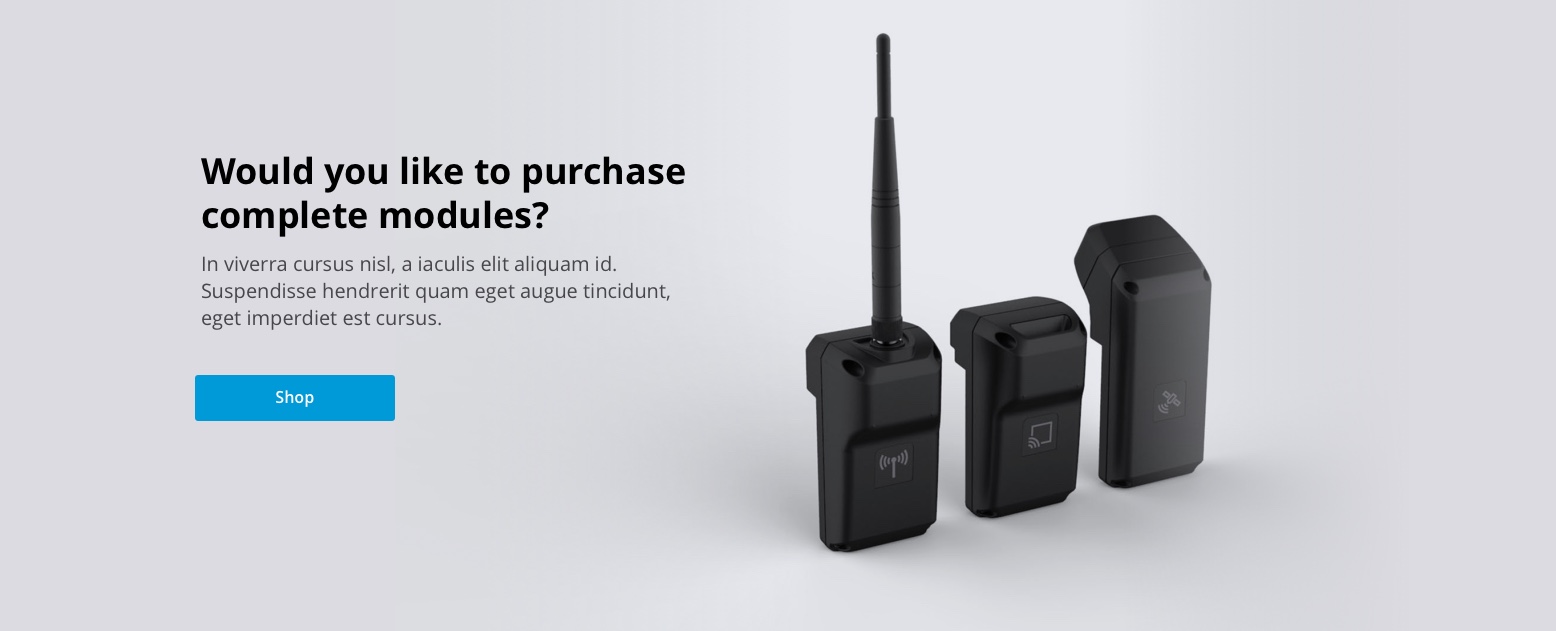 Would you like to purchase
complete modules?
In viverra cursus nisl, a iaculis elit aliquam id.
Suspendisse hendrerit quam eget augue tincidunt,
eget imperdiet est cursus.
Shop